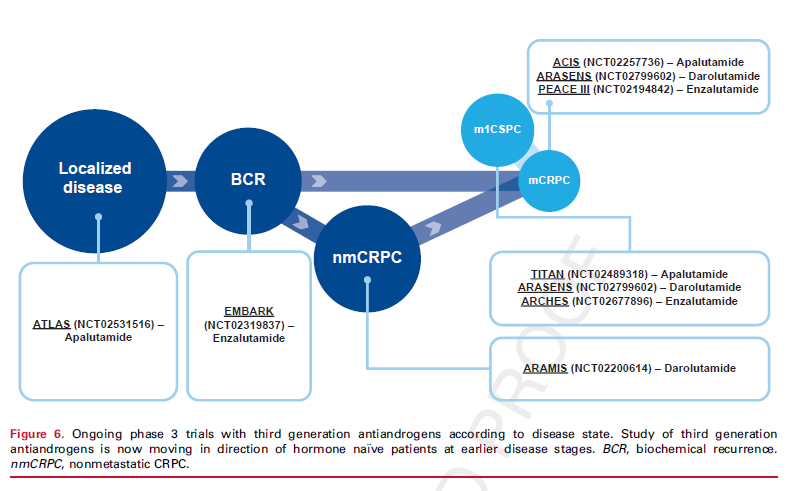 ACIS (NCT02257736) – Apalutamide
ARASENS (NCT02799602) – Darolutamide
PEACE III (NCT02194842) – Enzalutamide
m1CSPC
Localized
disease
BCR
mCRPC
nmCRPC
TITAN (NCT02489318) – Apalutamide
ARASENS (NCT02799602) – Darolutamide
ARCHES (NCT02677896) – Enzalutamide
ATLAS (NCT02531516) –
Apalutamide
EMBARK
(NCT02319837) –
Enzalutamide
ARAMIS (NCT02200614) – Darolutamide
Figure 6. Ongoing phase 3 trials with third generation antiandrogens according to disease state. Study of third generation
antiandrogens is now moving in direction of hormone naïve patients at earlier disease stages. BCR, biochemical recurrence.
nmCRPC, nonmetastatic CRPC.